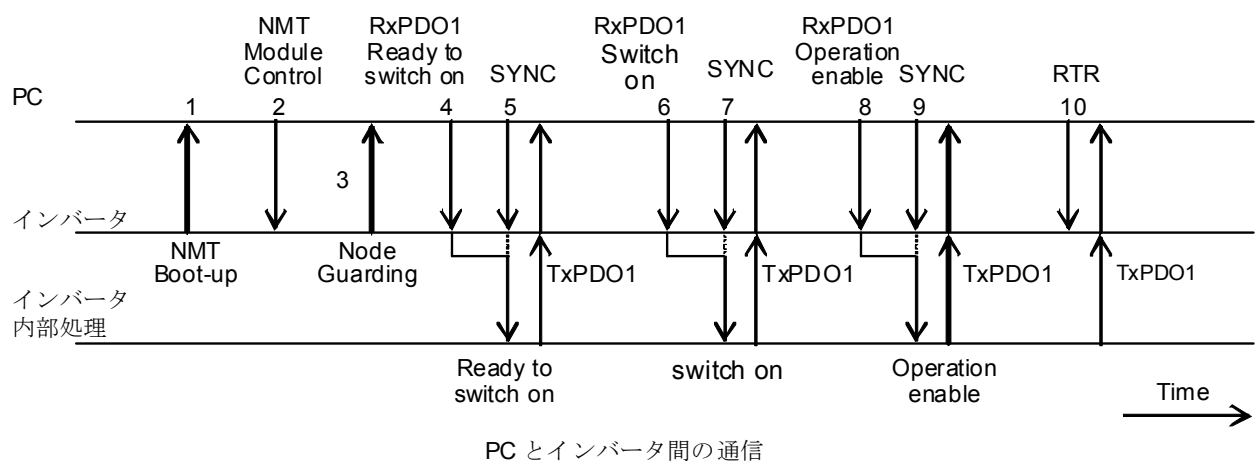 NMT
Module
Control
RxPDO1
Ready to
switch on
SYNC
RxPDO1
Switch
on
SYNC
RxPDO1
Operation
enable
SYNC
RTR
PC
1
2
4
5
6
7
8
9
10
3
インバータ
NMT
Boot-up
Node
Guarding
TxPDO1
TxPDO1
TxPDO1
TxPDO1
インバータ
内部処理
Ready to
switch on
switch on
Operation
enable
Time
PC とインバータ間の通信